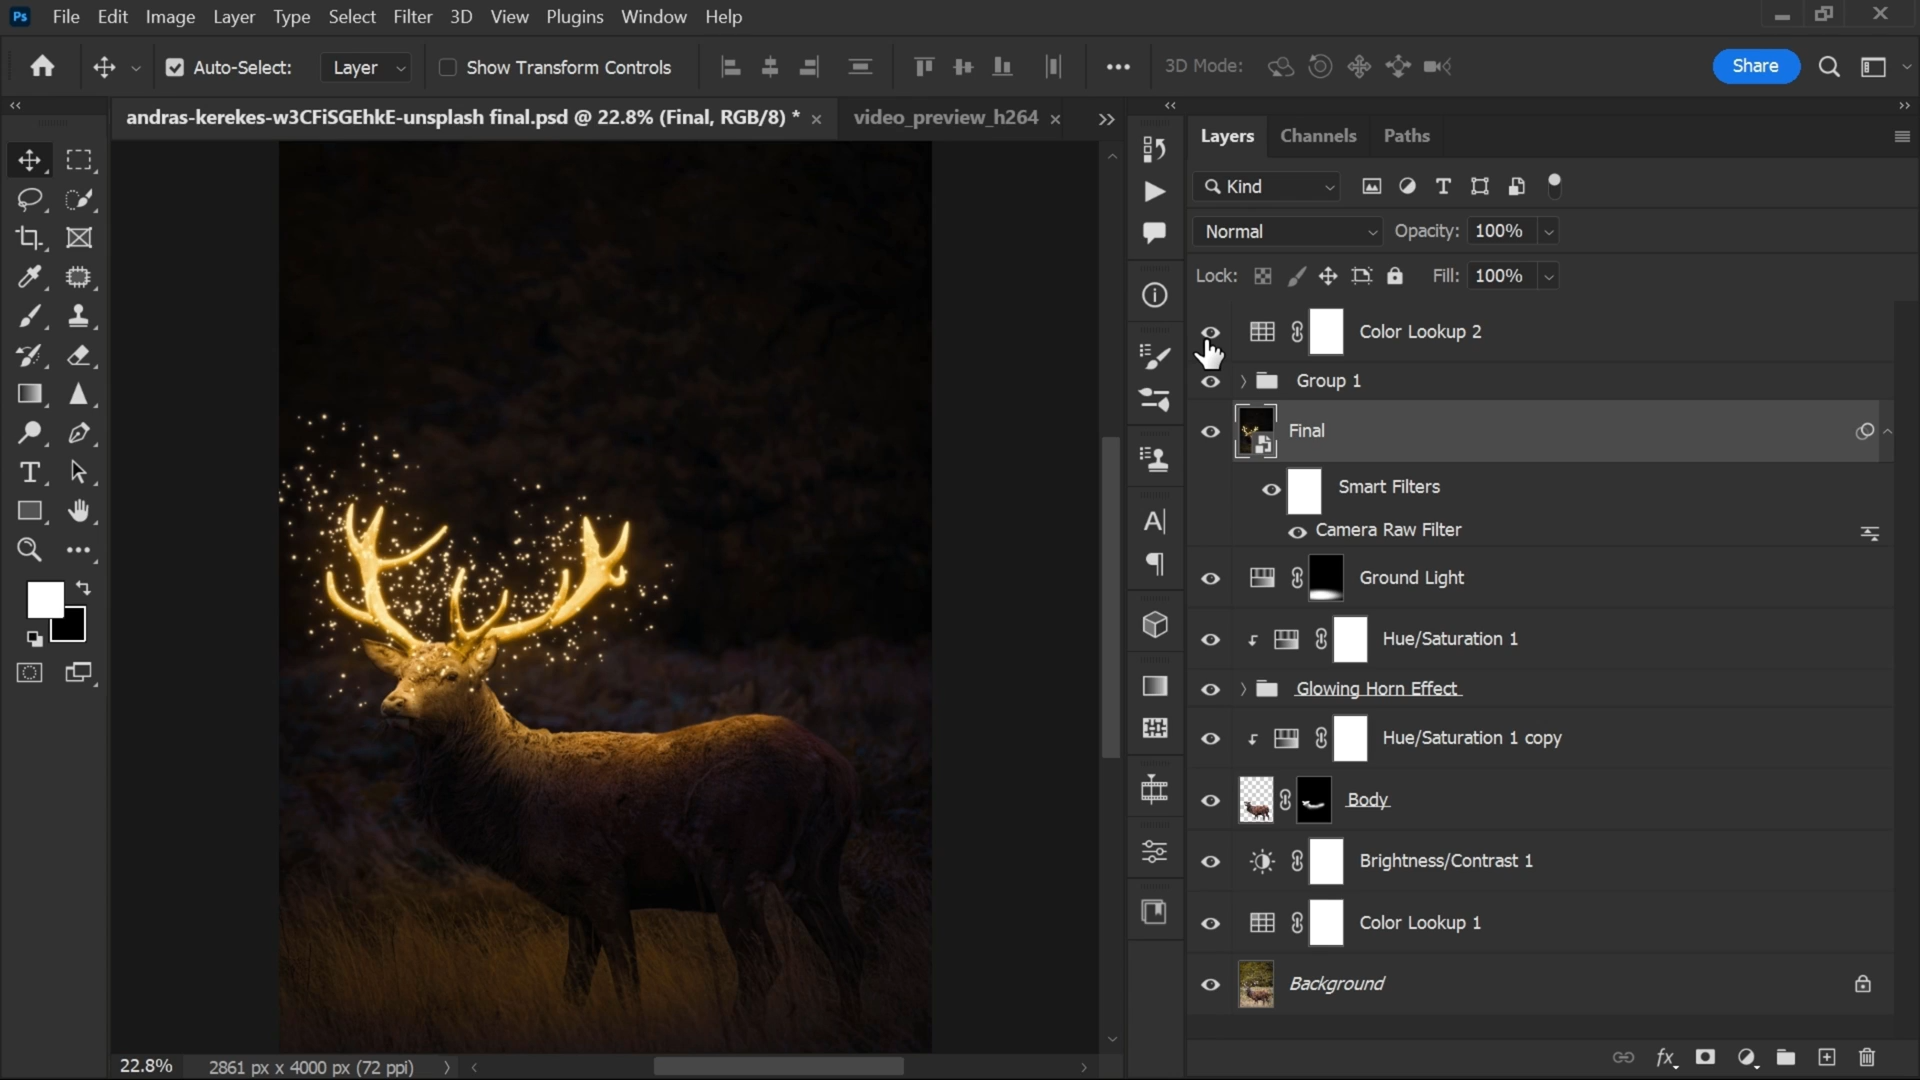 Ps File Edit Image Layer Type Select Filter 3D View Plugins Window Help
Auto-Select: Layer Show Transform Controls 3D Mode: Share
andras-kerekes-w3CFiSGEhkE-unsplash final.psd @ 22.8% (Final, RGB/8) * video_preview_h264
Layers Channels Paths
Kind
Normal Opacity: 100%
Lock: Fill: 100%
Color Lookup 2
Group 1
Final
Smart Filters
Camera Raw Filter
Ground Light
Hue/Saturation 1
Glowing Horn Effect
Hue/Saturation 1 copy
Body
Brightness/Contrast 1
Color Lookup 1
Background
22.8% 2861 px x 4000 px (72 ppi)
fx